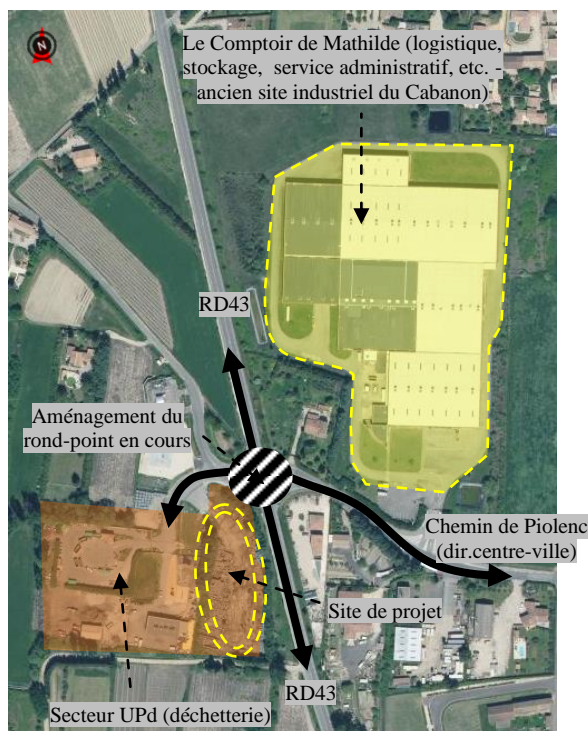 N
Le Comptoir de Mathilde (logistique,
stockage, service administratif, etc. -
ancien site industriel du Cabanon)
RD43
Aménagement du
rond-point en cours
Chemin de Piolenc
(dir.centre-ville)
Site de projet
RD43
Secteur UPd (déchetterie)